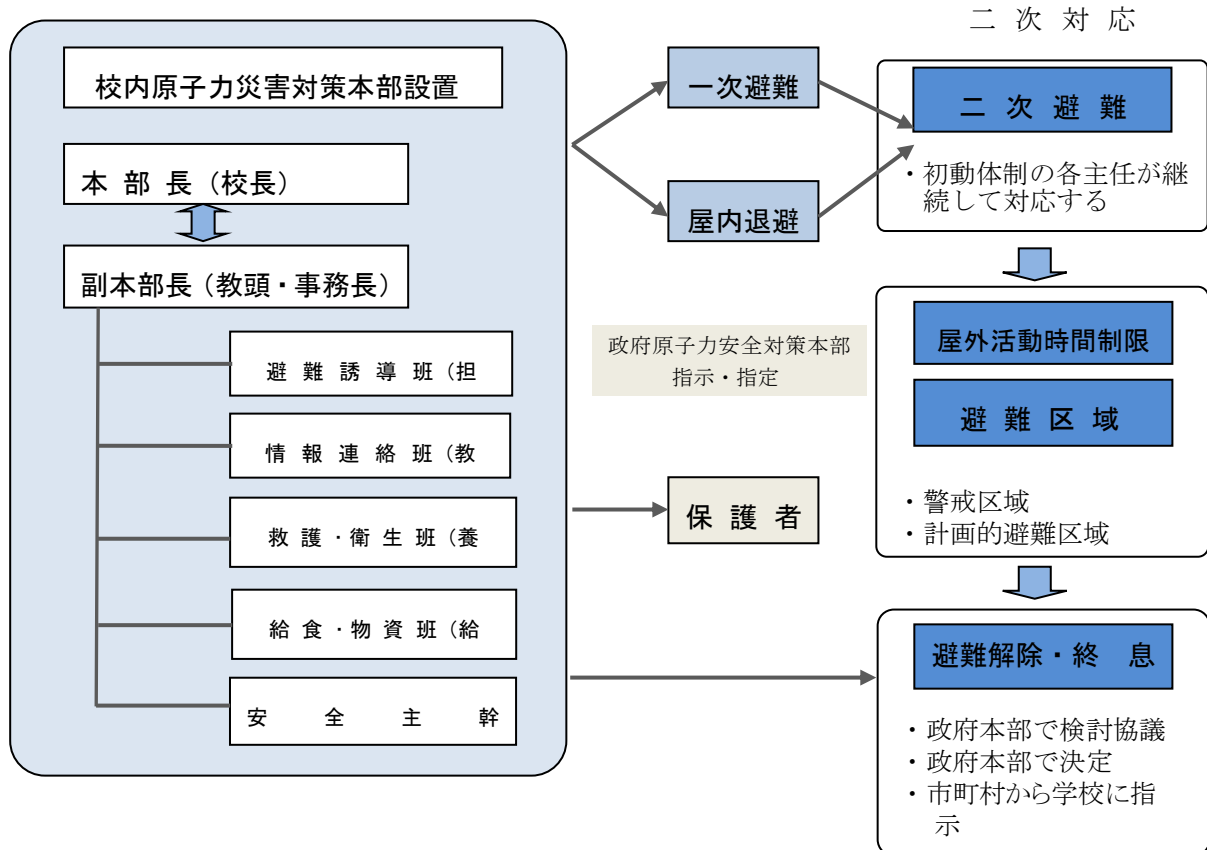 校内原子力災害対策本部設置
本 部 長（校長）
副本部長（教頭・事務長）
避 難 誘 導 班（担
情 報 連 絡 班（教
救 護 ・衛 生 班（養
給 食 ・物 資 班（給
安 全 主 幹
一次避難
屋内退避
政府原子力安全対策本部
指示・指定
保 護 者
二 次 対 応
二 次 避 難
・初動体制の各主任が継
続して対応する
屋外活動時間制限
避 難 区 域
・警戒区域
・計画的避難区域
避難解除・終 息
・政府本部で検討協議
・政府本部で決定
・市町村から学校に指
示